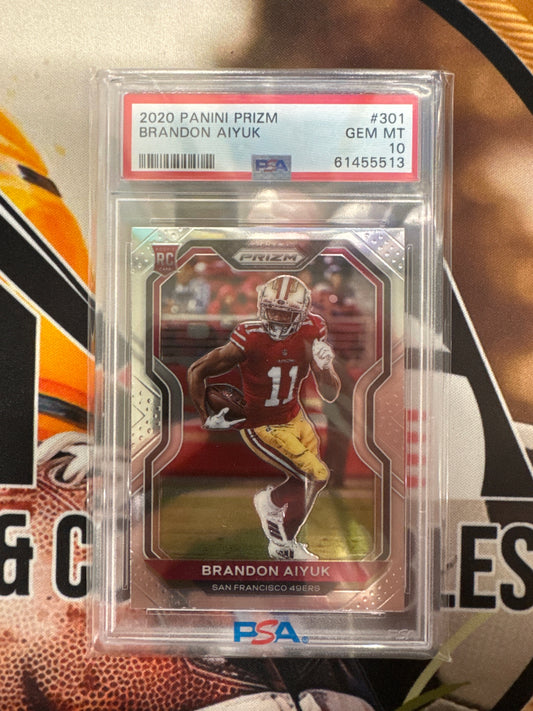 2020 PANINI PRIZM #301
BRANDON AIYUK GEM MT
10
PSA 61455513
RC
PRIZM
11
BRANDON AIYUK
SAN FRANCISCO 49ERS
& C LES
PSA